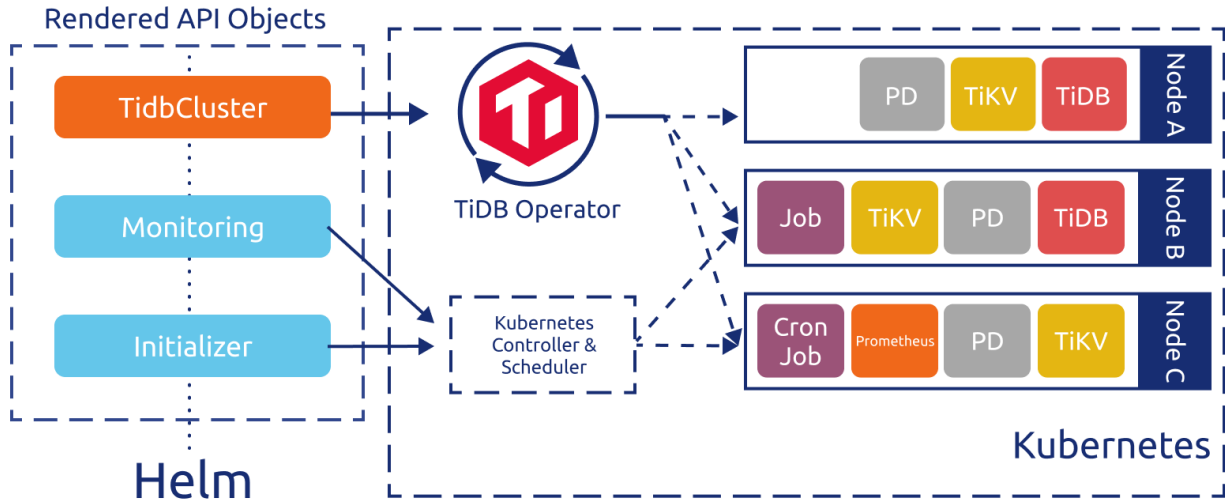 Rendered API Objects
TidbCluster
Monitoring
Initializer
Helm
Ti
TiDB Operator
Kubernetes
Controller &
Scheduler
PD TiKV TiDB
Node A
Job TiKV PD TiDB
Node B
Cron
Job
Prometheus PD TiKV
Node C
Kubernetes